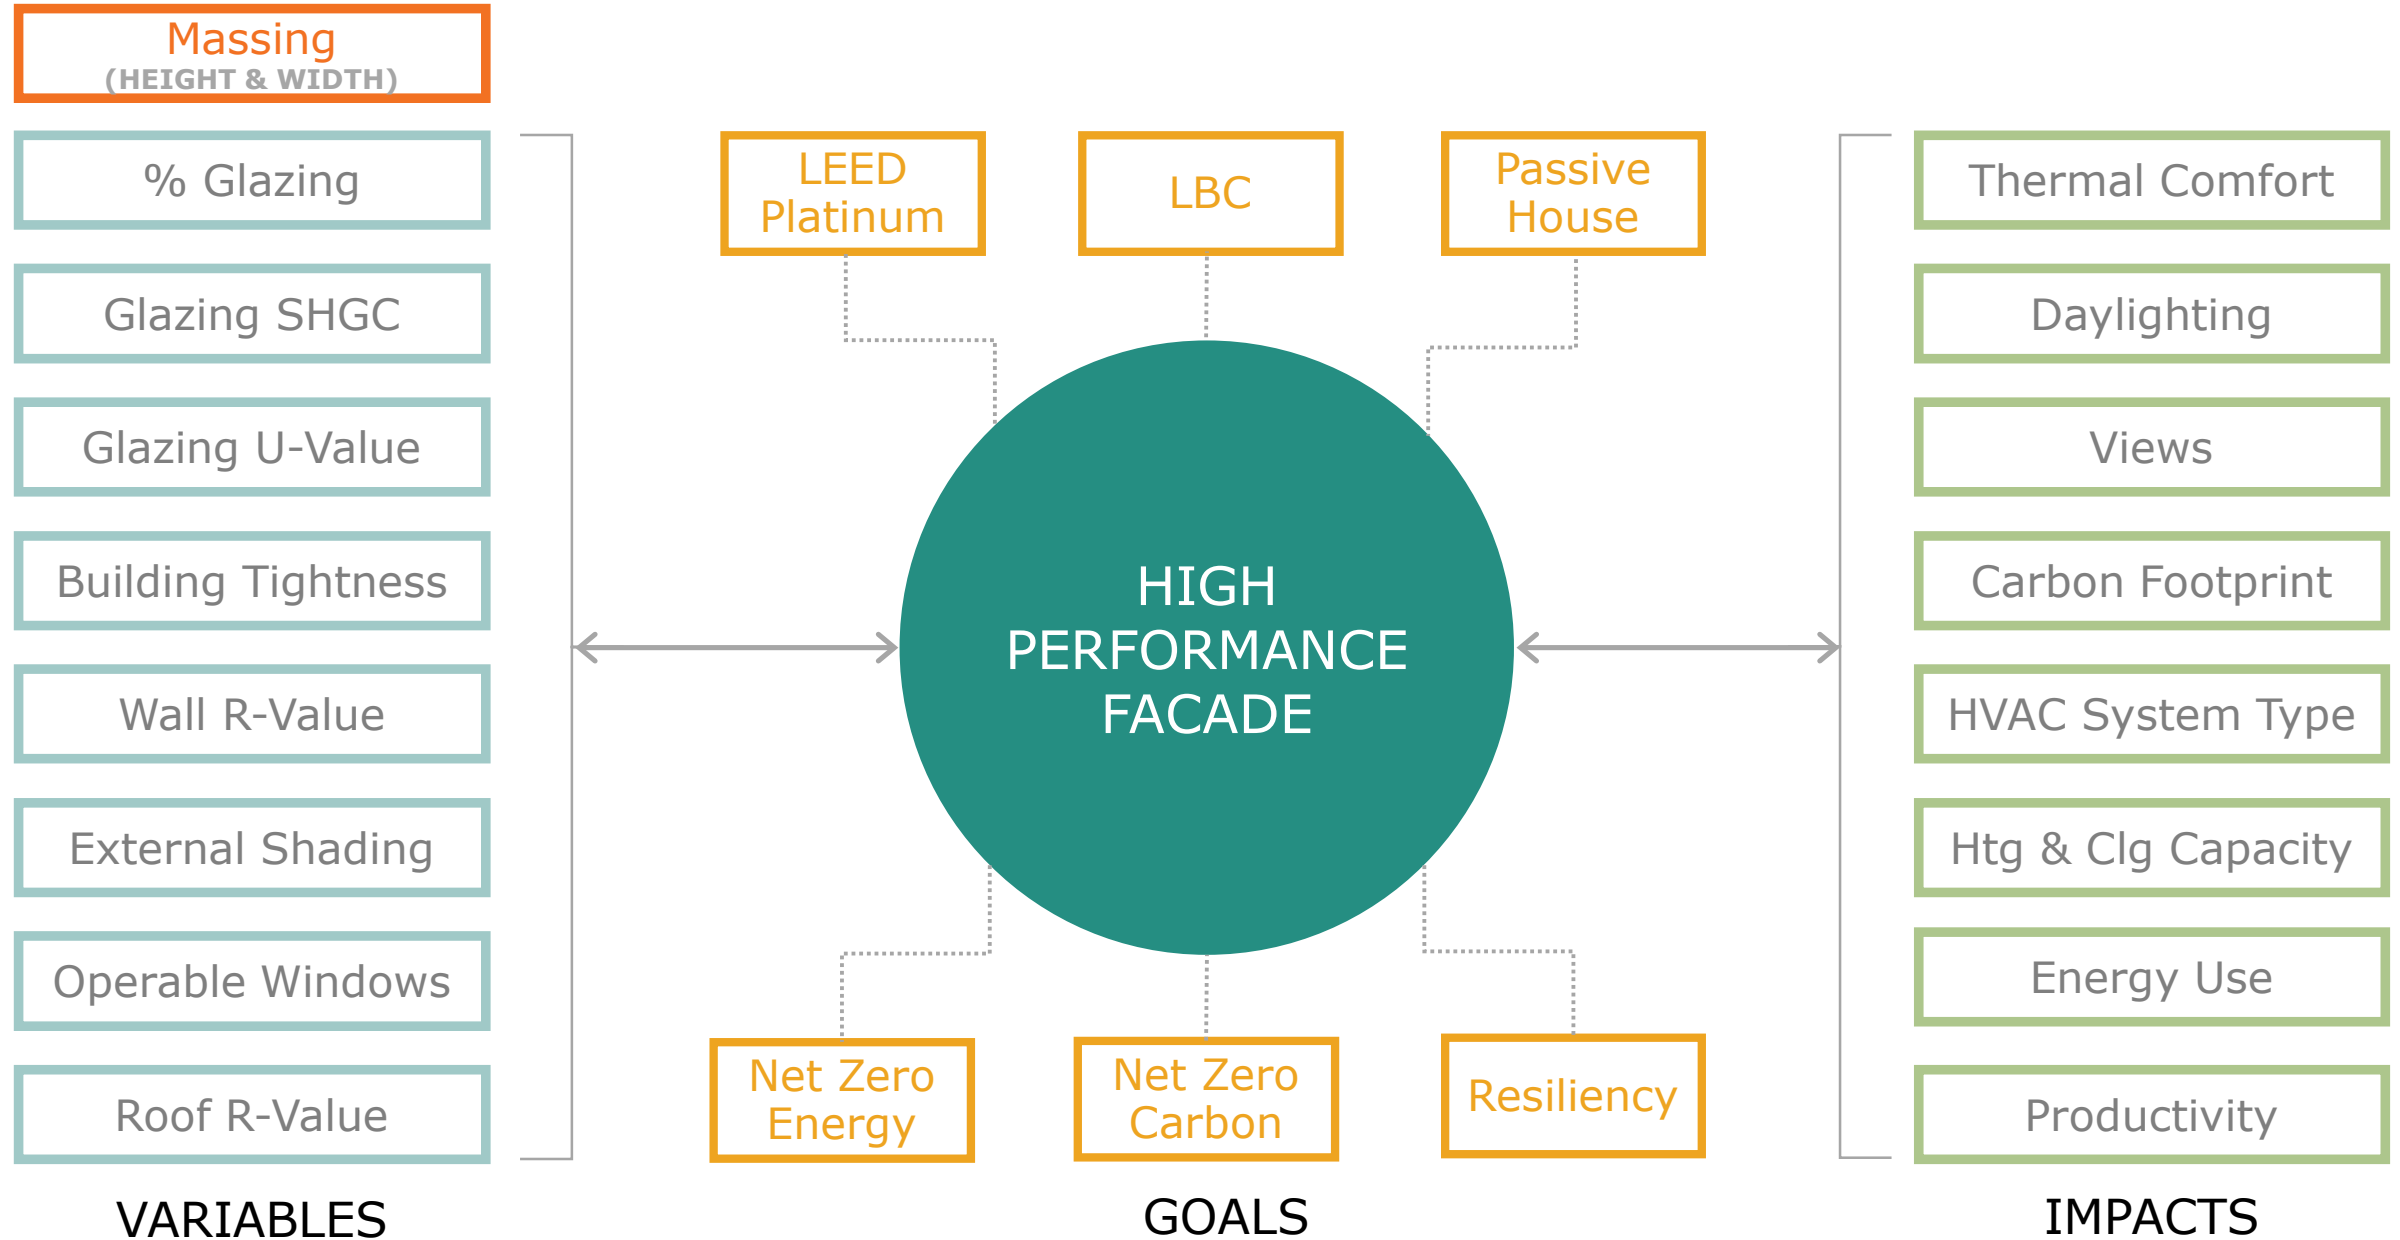 Massing
(HEIGHT & WIDTH)
% Glazing
Glazing SHGC
Glazing U-Value
Building Tightness
Wall R-Value
External Shading
Operable Windows
Roof R-Value
VARIABLES
LEED
Platinum
LBC
Passive
House
HIGH
PERFORMANCE
FACADE
Net Zero
Energy
Net Zero
Carbon
Resiliency
GOALS
Thermal Comfort
Daylighting
Views
Carbon Footprint
HVAC System Type
Htg & Clg Capacity
Energy Use
Productivity
IMPACTS